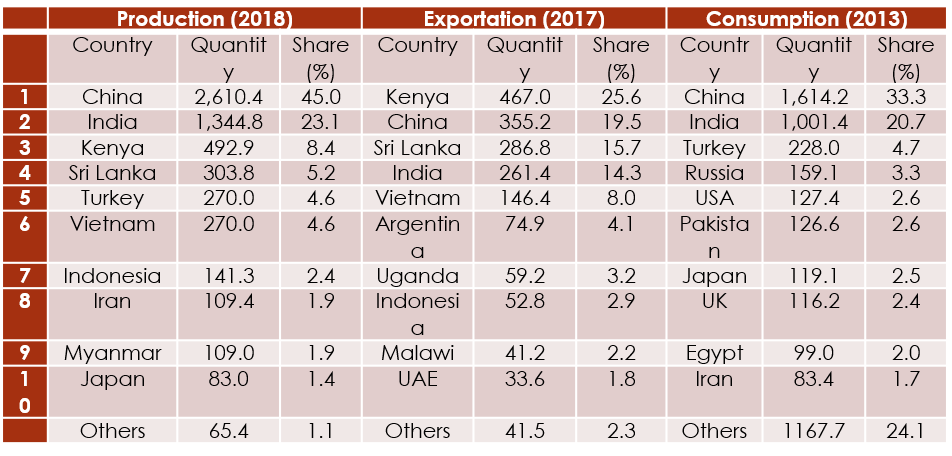 Production (2018) Exportation (2017) Consumption (2013)
Country Quantit Share Country Quantit Share Countr Quantit Share
y (%) y (%) y y (%)
1 China 2,610.4 45.0 Kenya 467.0 25.6 China 1,614.2 33.3
2 India 1,344.8 23.1 China 355.2 19.5 India 1,001.4 20.7
3 Kenya 492.9 8.4 Sri Lanka 286.8 15.7 Turkey 228.0 4.7
4 Sri Lanka 303.8 5.2 India 261.4 14.3 Russia 159.1 3.3
5 Turkey 270.0 4.6 Vietnam 146.4 8.0 USA 127.4 2.6
6 Vietnam 270.0 4.6 Argentin 74.9 4.1 Pakista 126.6 2.6
a n
7 Indonesia 141.3 2.4 Uganda 59.2 3.2 Japan 119.1 2.5
8 Iran 109.4 1.9 Indonesi 52.8 2.9 UK 116.2 2.4
a
9 Myanmar 109.0 1.9 Malawi 41.2 2.2 Egypt 99.0 2.0
1 Japan 83.0 1.4 UAE 33.6 1.8 Iran 83.4 1.7
0
Others 65.4 1.1 Others 41.5 2.3 Others 1167.7 24.1